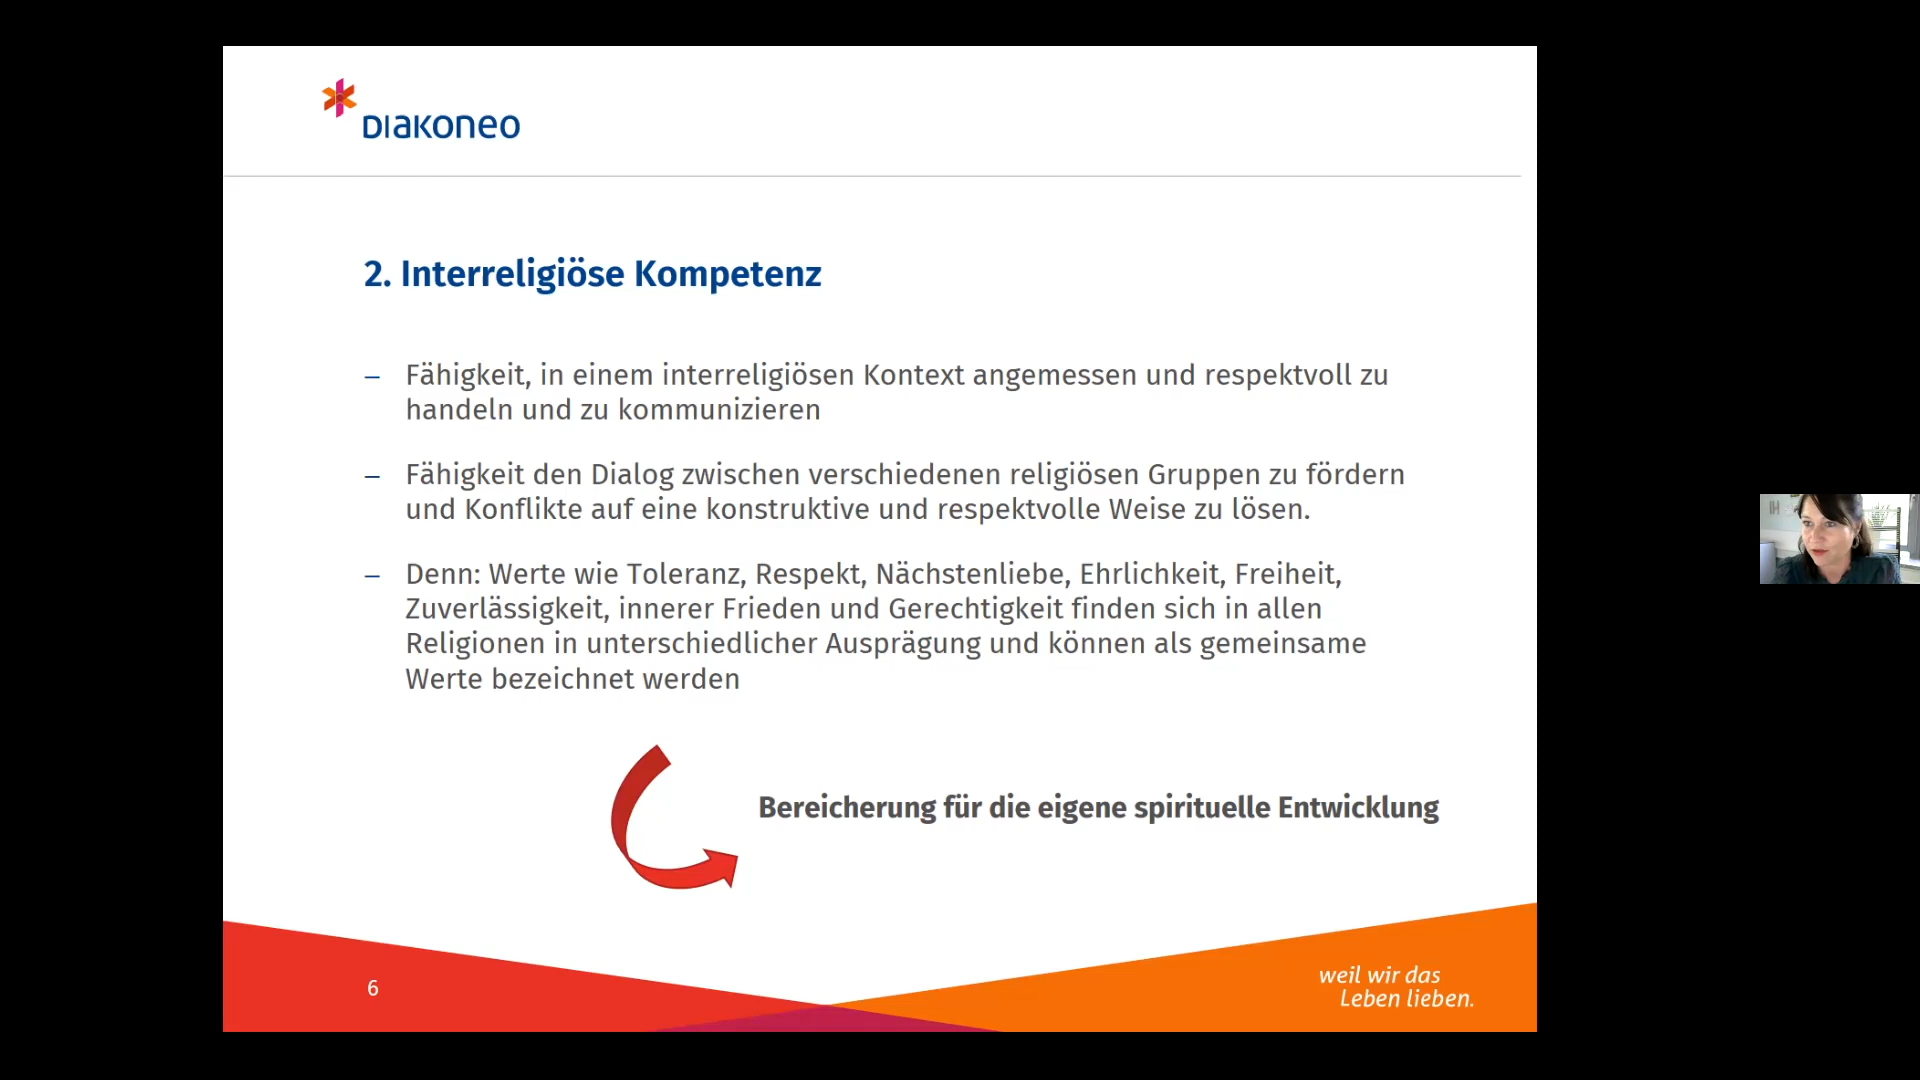 DIAKONEO
2. Interreligiöse Kompetenz
– Fähigkeit, in einem interreligiösen Kontext angemessen und respektvoll zu
handeln und zu kommunizieren
– Fähigkeit den Dialog zwischen verschiedenen religiösen Gruppen zu fördern
und Konflikte auf eine konstruktive und respektvolle Weise zu lösen.
– Denn: Werte wie Toleranz, Respekt, Nächstenliebe, Ehrlichkeit, Freiheit,
Zuverlässigkeit, innerer Frieden und Gerechtigkeit finden sich in allen
Religionen in unterschiedlicher Ausprägung und können als gemeinsame
Werte bezeichnet werden
Bereicherung für die eigene spirituelle Entwicklung
6
weil wir das
Leben lieben.